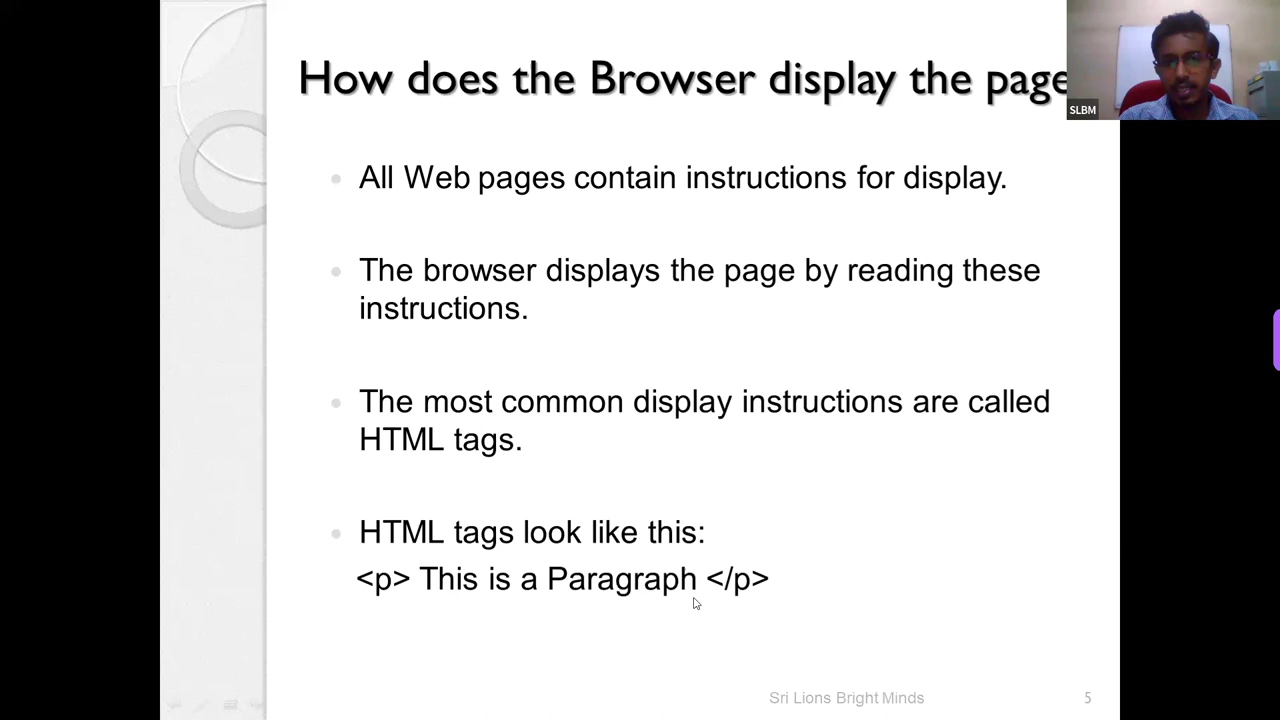 How does the Browser display the page
SLBM
All Web pages contain instructions for display.
The browser displays the page by reading these
instructions.
The most common display instructions are called
HTML tags.
HTML tags look like this:
<p> This is a Paragraph </p>
Sri Lions Bright Minds
5